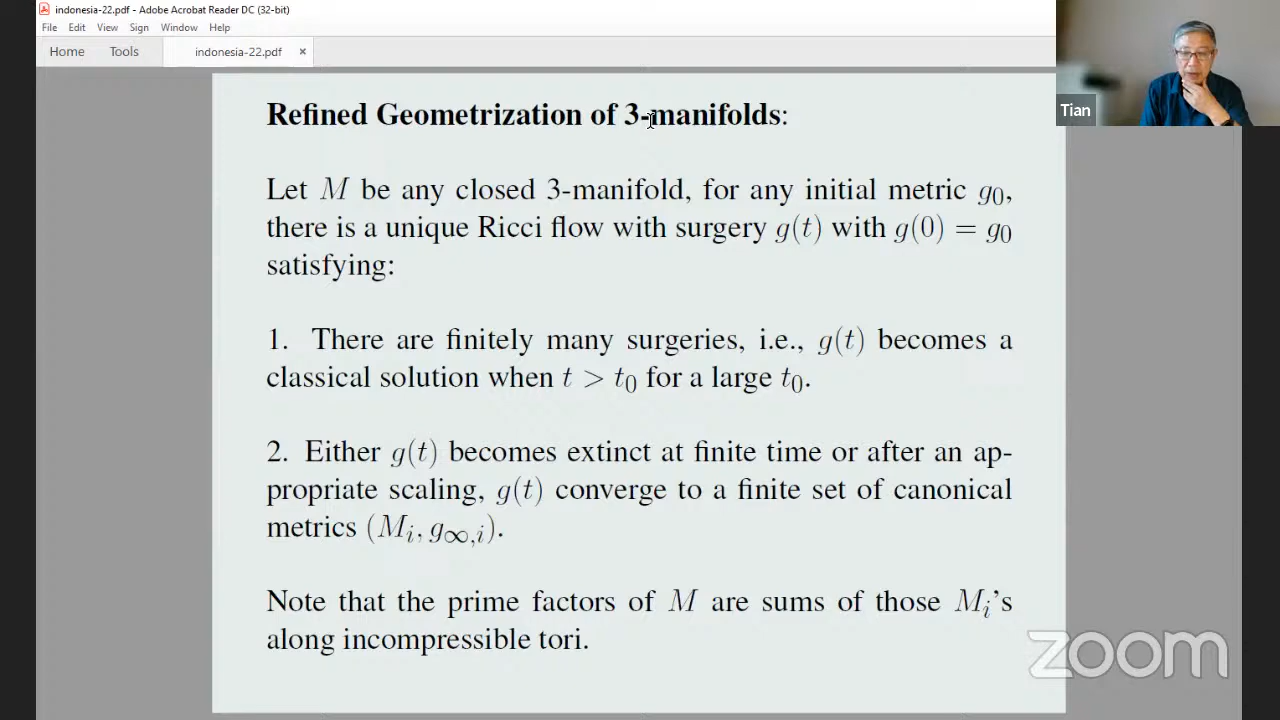 indonesia-22.pdf - Adobe Acrobat Reader DC (32-bit)
File Edit View Sign Window Help
Home Tools indonesia-22.pdf ×
Refined Geometrization of 3-manifolds:
Tian
Let M be any closed 3-manifold, for any initial metric g₀,
there is a unique Ricci flow with surgery g(t) with g(0) = g₀
satisfying:
1. There are finitely many surgeries, i.e., g(t) becomes a
classical solution when t > t₀ for a large t₀.
2. Either g(t) becomes extinct at finite time or after an ap-
propriate scaling, g(t) converge to a finite set of canonical
metrics (Mᵢ, g∞,ᵢ).
Note that the prime factors of M are sums of those Mᵢ's
along incompressible tori.
zoom